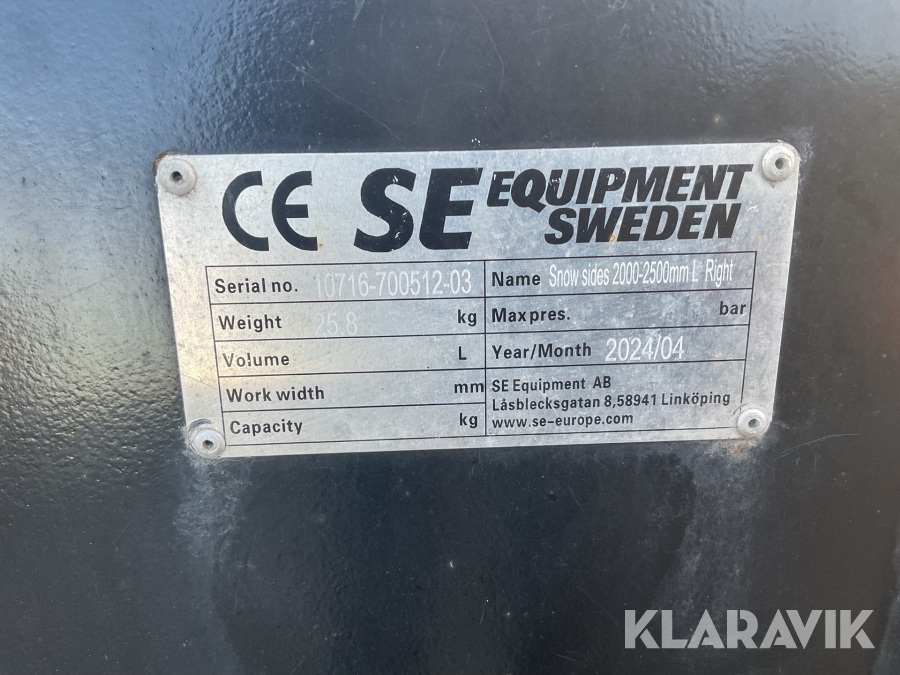 CE SE EQUIPMENT SWEDEN
Serial no. 10716-700512-03
Name Snow sides 2000-2500mm L Right
Weight 25.8 kg
Max pres. bar
Volume L
Year/Month 2024/04
Work width mm
SE Equipment AB
Låsblecksgatan 8,58941 Linköping
Capacity kg
www.se-europe.com
KLARAVIK